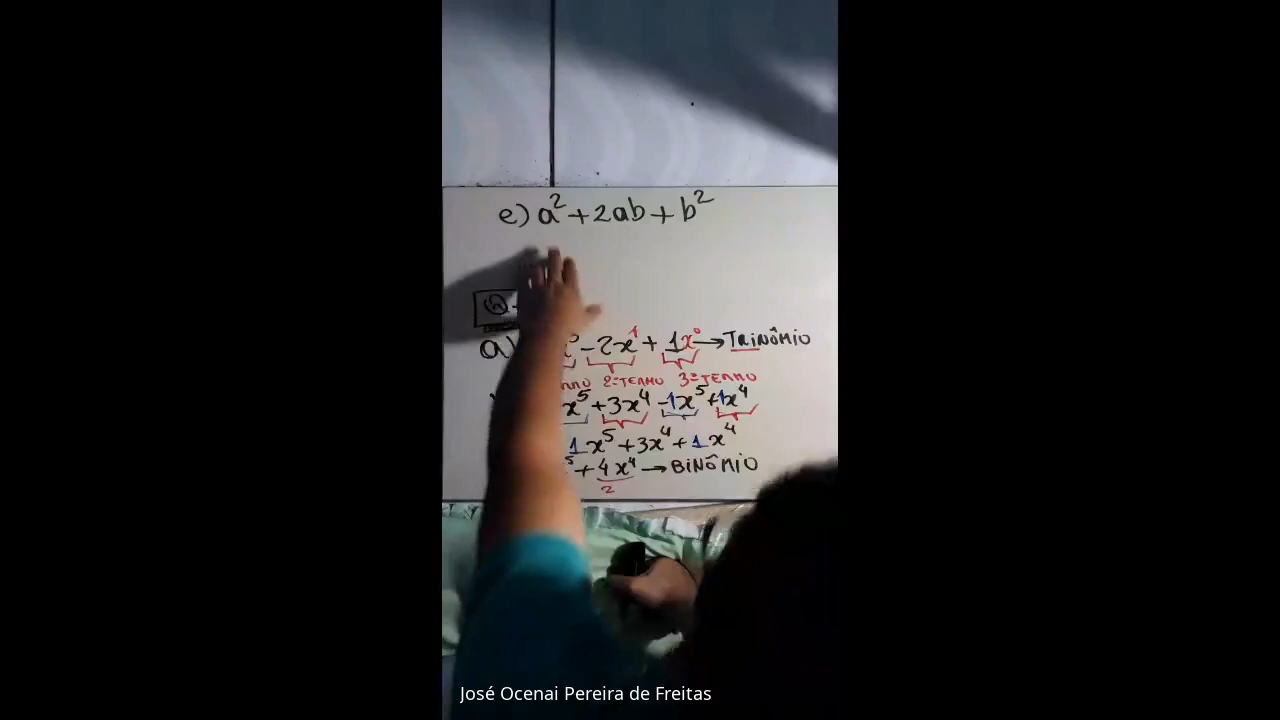 e) a² + 2ab + b²
a) - 2x¹ + 1x⁰ → TRINÔMIO
2º TERMO 3º TERMO
x⁵ + 3x⁴ - 1x⁵ + 1x⁴
1x⁵ + 3x⁴ + 1x⁴
+ 4x⁴ → BINÔMIO
2
José Ocenai Pereira de Freitas